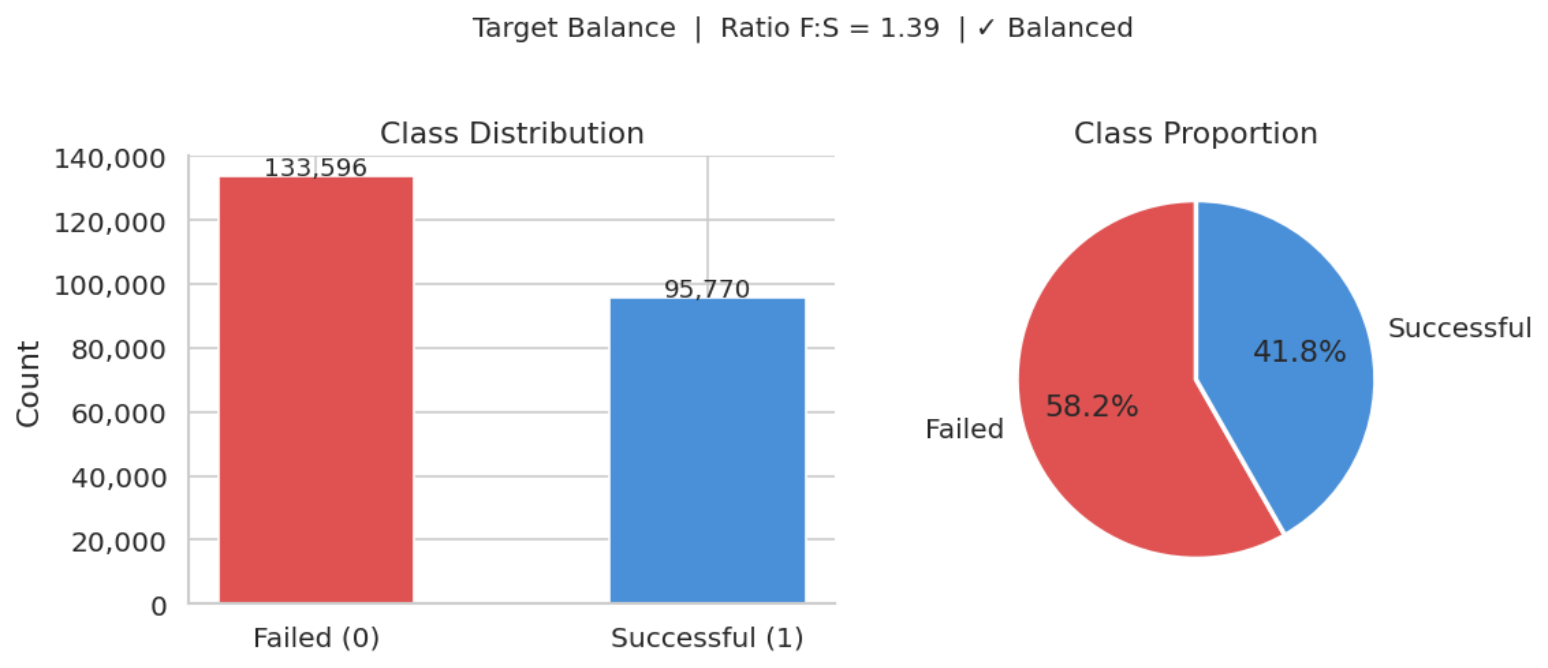 Target Balance | Ratio F:S = 1.39 | ✓ Balanced
Class Distribution
140,000
120,000
100,000
80,000
60,000
40,000
20,000
0
Count
133,596
95,770
Failed (0)
Successful (1)
Class Proportion
Successful
41.8%
58.2%
Failed